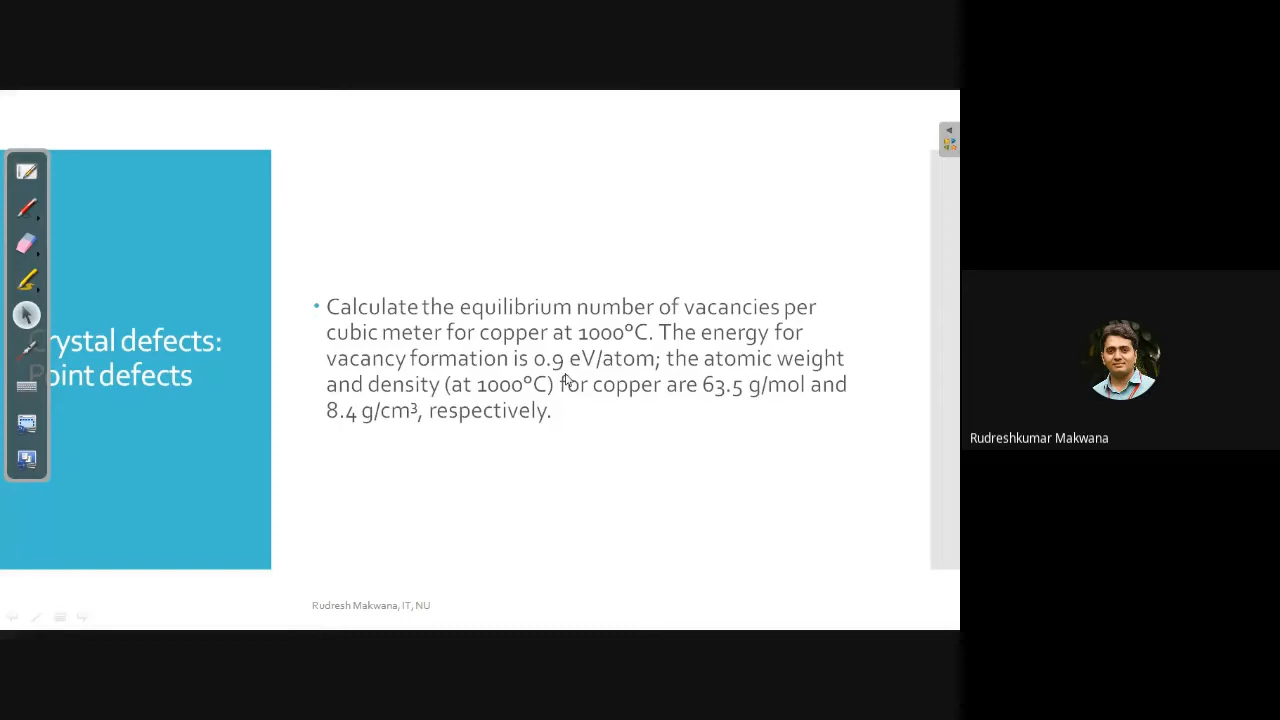 Crystal defects:
Point defects
• Calculate the equilibrium number of vacancies per
cubic meter for copper at 1000°C. The energy for
vacancy formation is 0.9 eV/atom; the atomic weight
and density (at 1000°C) for copper are 63.5 g/mol and
8.4 g/cm³, respectively.
Rudresh Makwana, IT, NU
Rudreshkumar Makwana